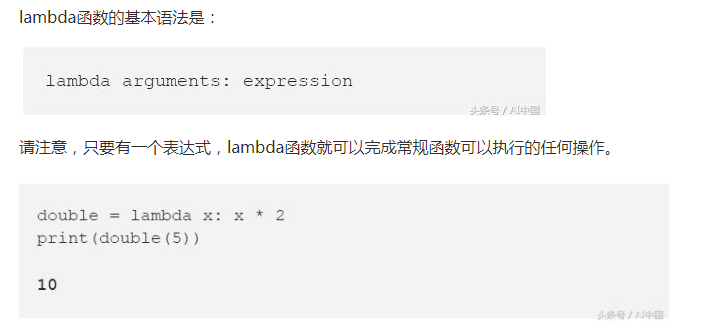 lambda函数的基本语法是：
lambda arguments: expression
头条号 / AI中国
请注意，只要有一个表达式，lambda函数就可以完成常规函数可以执行的任何操作。
double = lambda x: x * 2
print(double(5))
10
头条号 / AI中国